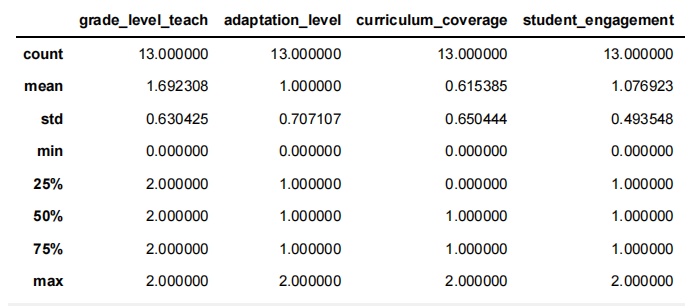 grade_level_teach adaptation_level curriculum_coverage student_engagement
count 13.000000 13.000000 13.000000 13.000000
mean 1.692308 1.000000 0.615385 1.076923
std 0.630425 0.707107 0.650444 0.493548
min 0.000000 0.000000 0.000000 0.000000
25% 2.000000 1.000000 0.000000 1.000000
50% 2.000000 1.000000 1.000000 1.000000
75% 2.000000 1.000000 1.000000 1.000000
max 2.000000 2.000000 2.000000 2.000000